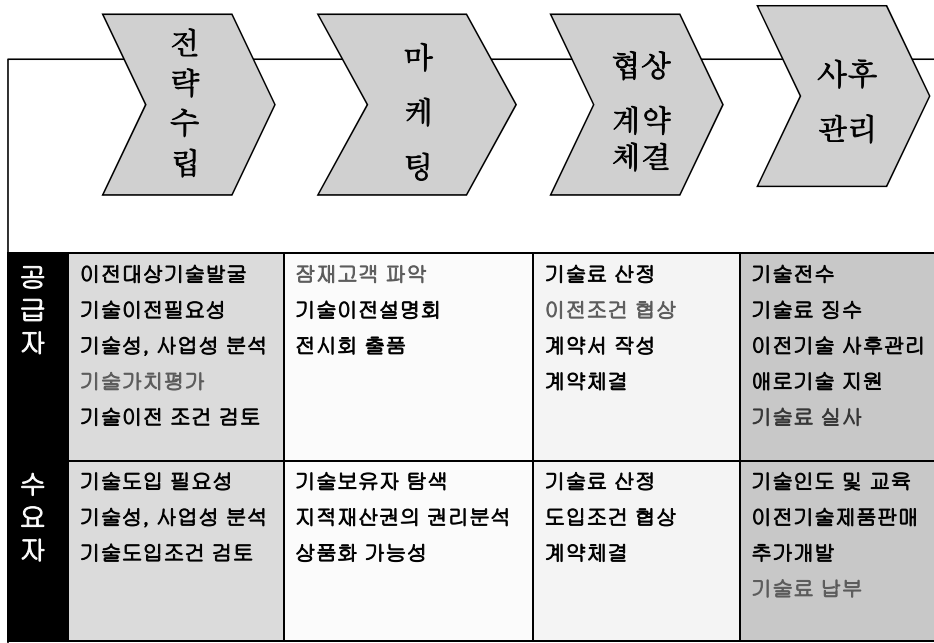 전
략
수
립
마
케
팅
협상
계약
체결
사후
관리
공
급
자
이전대상기술발굴
기술이전필요성
기술성, 사업성 분석
기술가치평가
기술이전 조건 검토
잠재고객 파악
기술이전설명회
전시회 출품
기술료 산정
이전조건 협상
계약서 작성
계약체결
기술전수
기술료 징수
이전기술 사후관리
애로기술 지원
기술료 실사
수
요
자
기술도입 필요성
기술성, 사업성 분석
기술도입조건 검토
기술보유자 탐색
지적재산권의 권리분석
상품화 가능성
기술료 산정
도입조건 협상
계약체결
기술인도 및 교육
이전기술제품판매
추가개발
기술료 납부